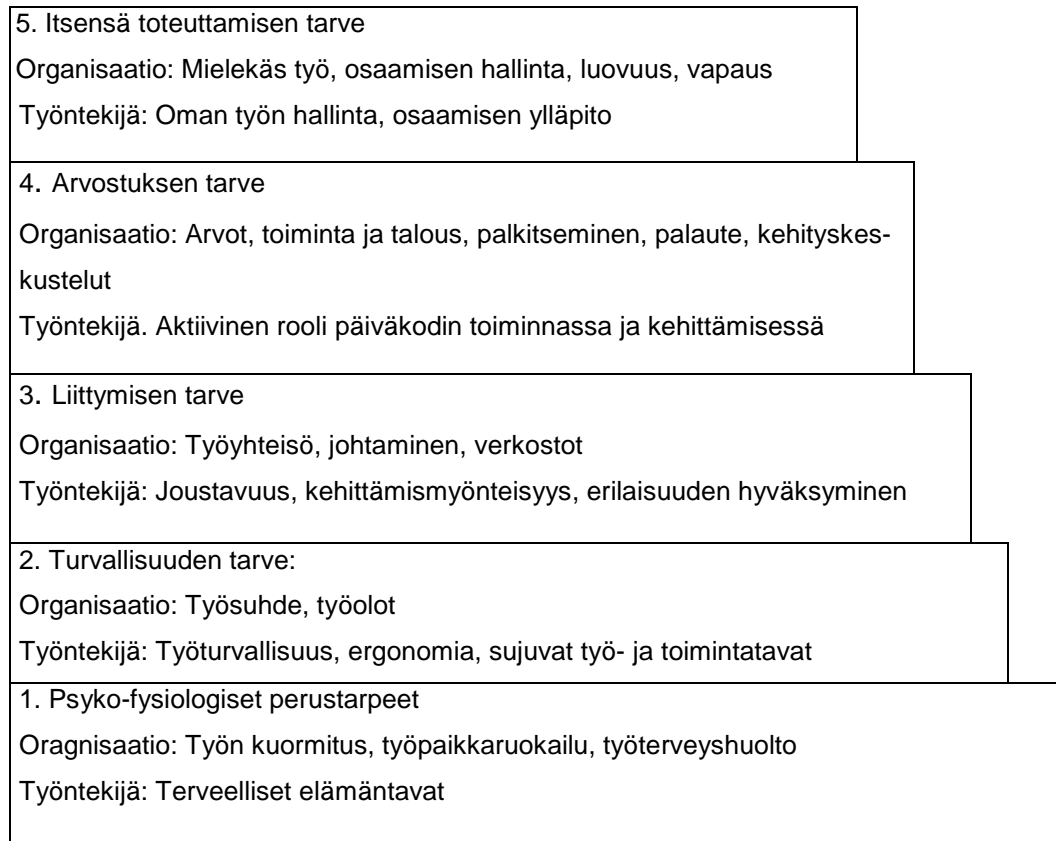 5. Itsensä toteuttamisen tarve
Organisaatio: Mielekäs työ, osaamisen hallinta, luovuus, vapaus
Työntekijä: Oman työn hallinta, osaamisen ylläpito
4. Arvostuksen tarve
Organisaatio: Arvot, toiminta ja talous, palkitseminen, palaute, kehityskes-
kustelut
Työntekijä. Aktiivinen rooli päiväkodin toiminnassa ja kehittämisessä
3. Liittymisen tarve
Organisaatio: Työyhteisö, johtaminen, verkostot
Työntekijä: Joustavuus, kehittämismyönteisyys, erilaisuuden hyväksyminen
2. Turvallisuuden tarve:
Organisaatio: Työsuhde, työolot
Työntekijä: Työturvallisuus, ergonomia, sujuvat työ- ja toimintatavat
1. Psyko-fysiologiset perustarpeet
Oragnisaatio: Työn kuormitus, työpaikkaruokailu, työterveyshuolto
Työntekijä: Terveelliset elämäntavat